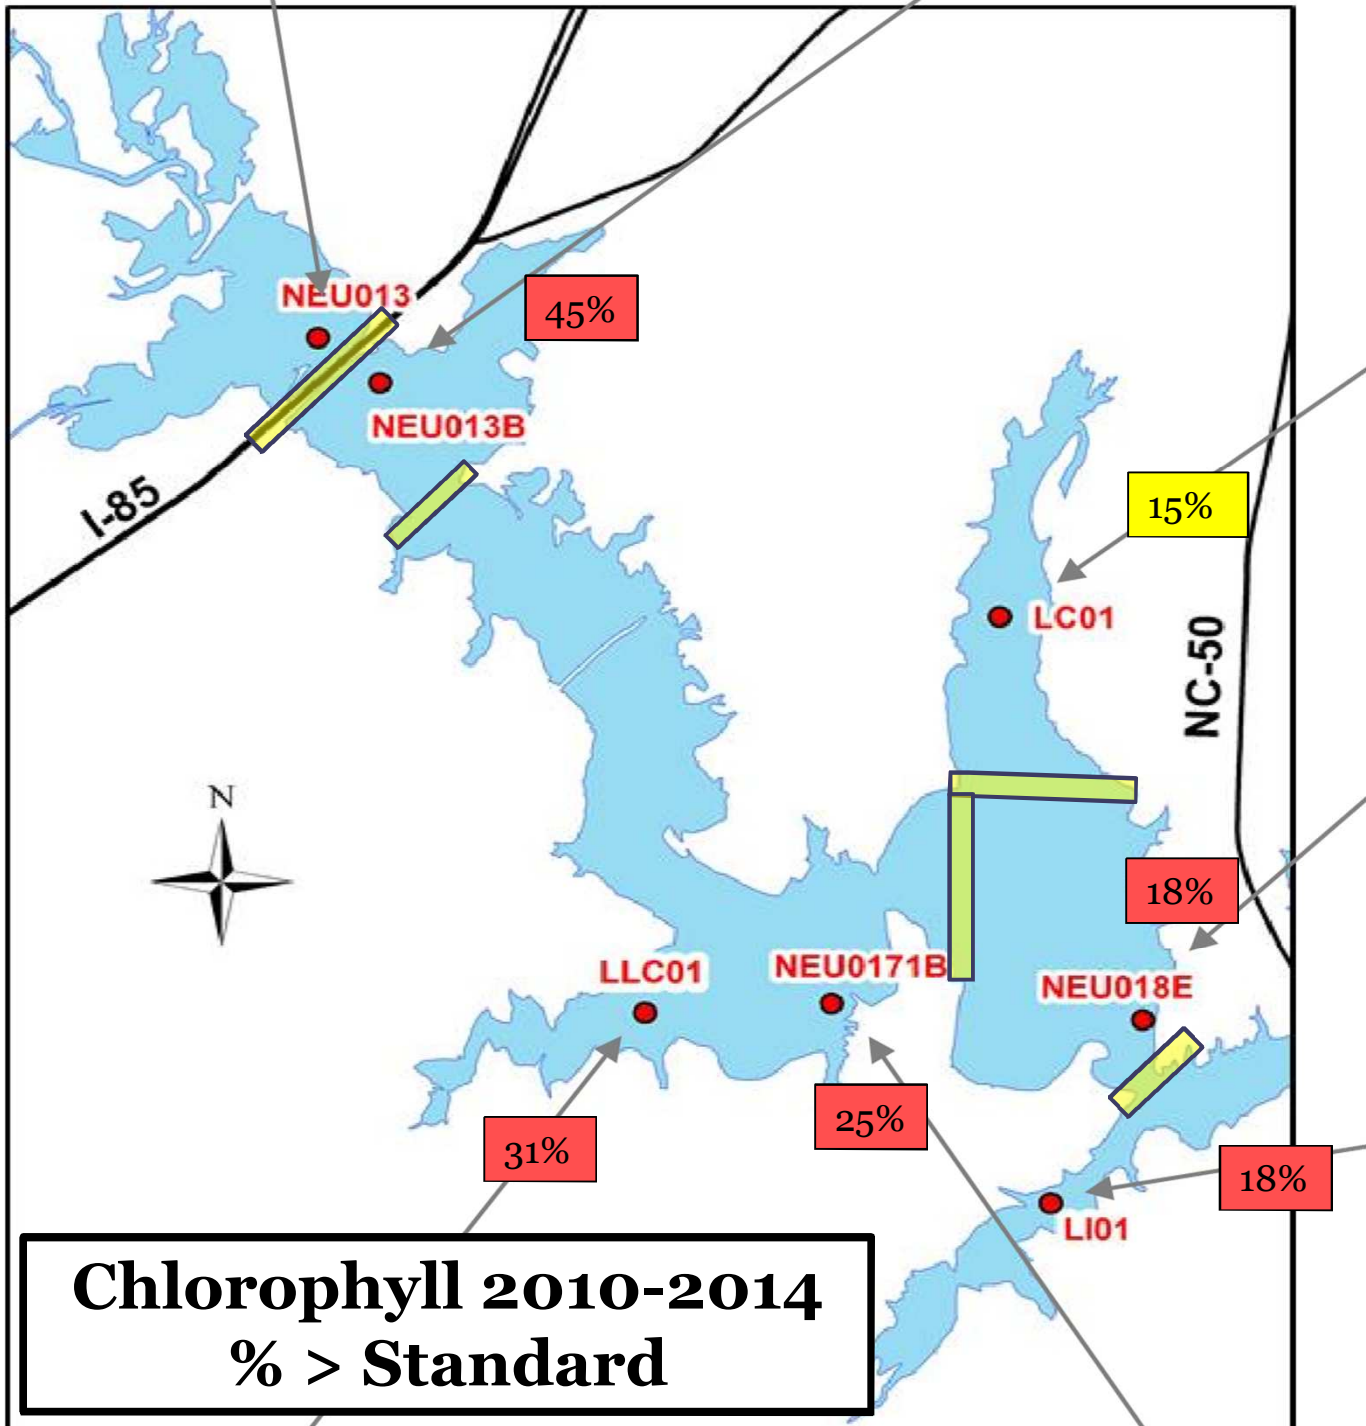 NEU013
45%
NEU013B
I-85
15%
LC01
NC-50
N
18%
LLC01
NEU0171B
NEU018E
25%
31%
18%
LI01
Chlorophyll 2010-2014
% > Standard